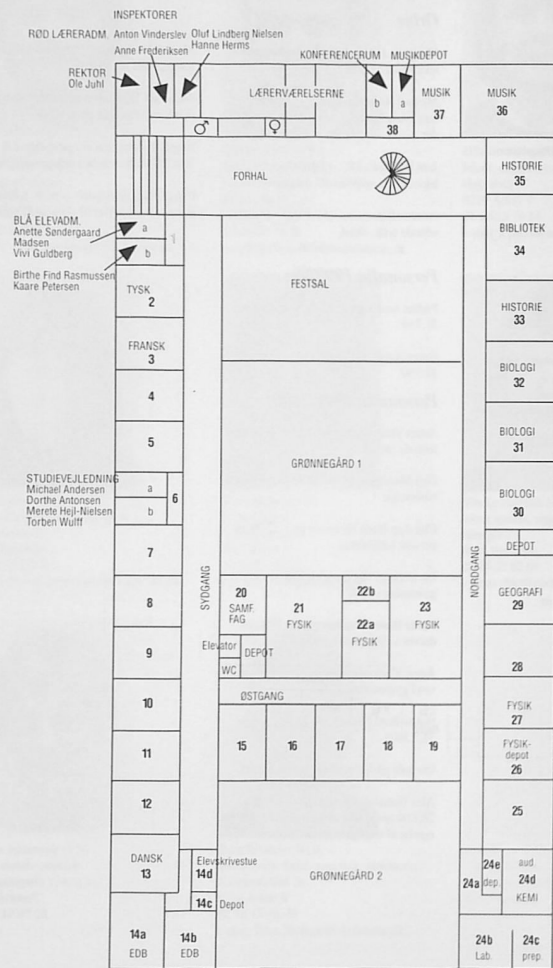 INSPEKTORER
RØD LÆRERADM. Anton Vinderslev Oluf Lindberg Nielsen
Anne Frederiksen Hanne Herms
KONFERENCERUM MUSIKDEPOT
REKTOR
Ole Juhl
LÆRERVÆRELSERNE
b a
38
MUSIK
37
MUSIK
36
♂ ♀
FORHAL
HISTORIE
35
BLÅ ELEVADM.
Anette Søndergaard
Madsen
Vivi Guldberg
Birthe Find Rasmussen
Kaare Petersen
a
b
1
BIBLIOTEK
34
FESTSAL
TYSK
2
HISTORIE
33
FRANSK
3
BIOLOGI
32
4
5
BIOLOGI
31
GRØNNEGÅRD 1
STUDIEVEJLEDNING
Michael Andersen
Dorthe Antonsen
Merete Hejl-Nielsen
Torben Wulff
a
b
6
BIOLOGI
30
7
DEPOT
SYDGANG
NORDGANG
8
20
SAMF.
FAG
21
FYSIK
22b
22a
FYSIK
23
FYSIK
GEOGRAFI
29
9
Elevator
DEPOT
WC
28
10
ØSTGANG
FYSIK
27
11
15 16 17 18 19
FYSIK-
depot
26
12
25
DANSK
13
Elevskrivestue
14d
14c Depot
GRØNNEGÅRD 2
24a
24e
dep.
aud.
24d
KEMI
14a
EDB
14b
EDB
24b
Lab.
24c
prep.